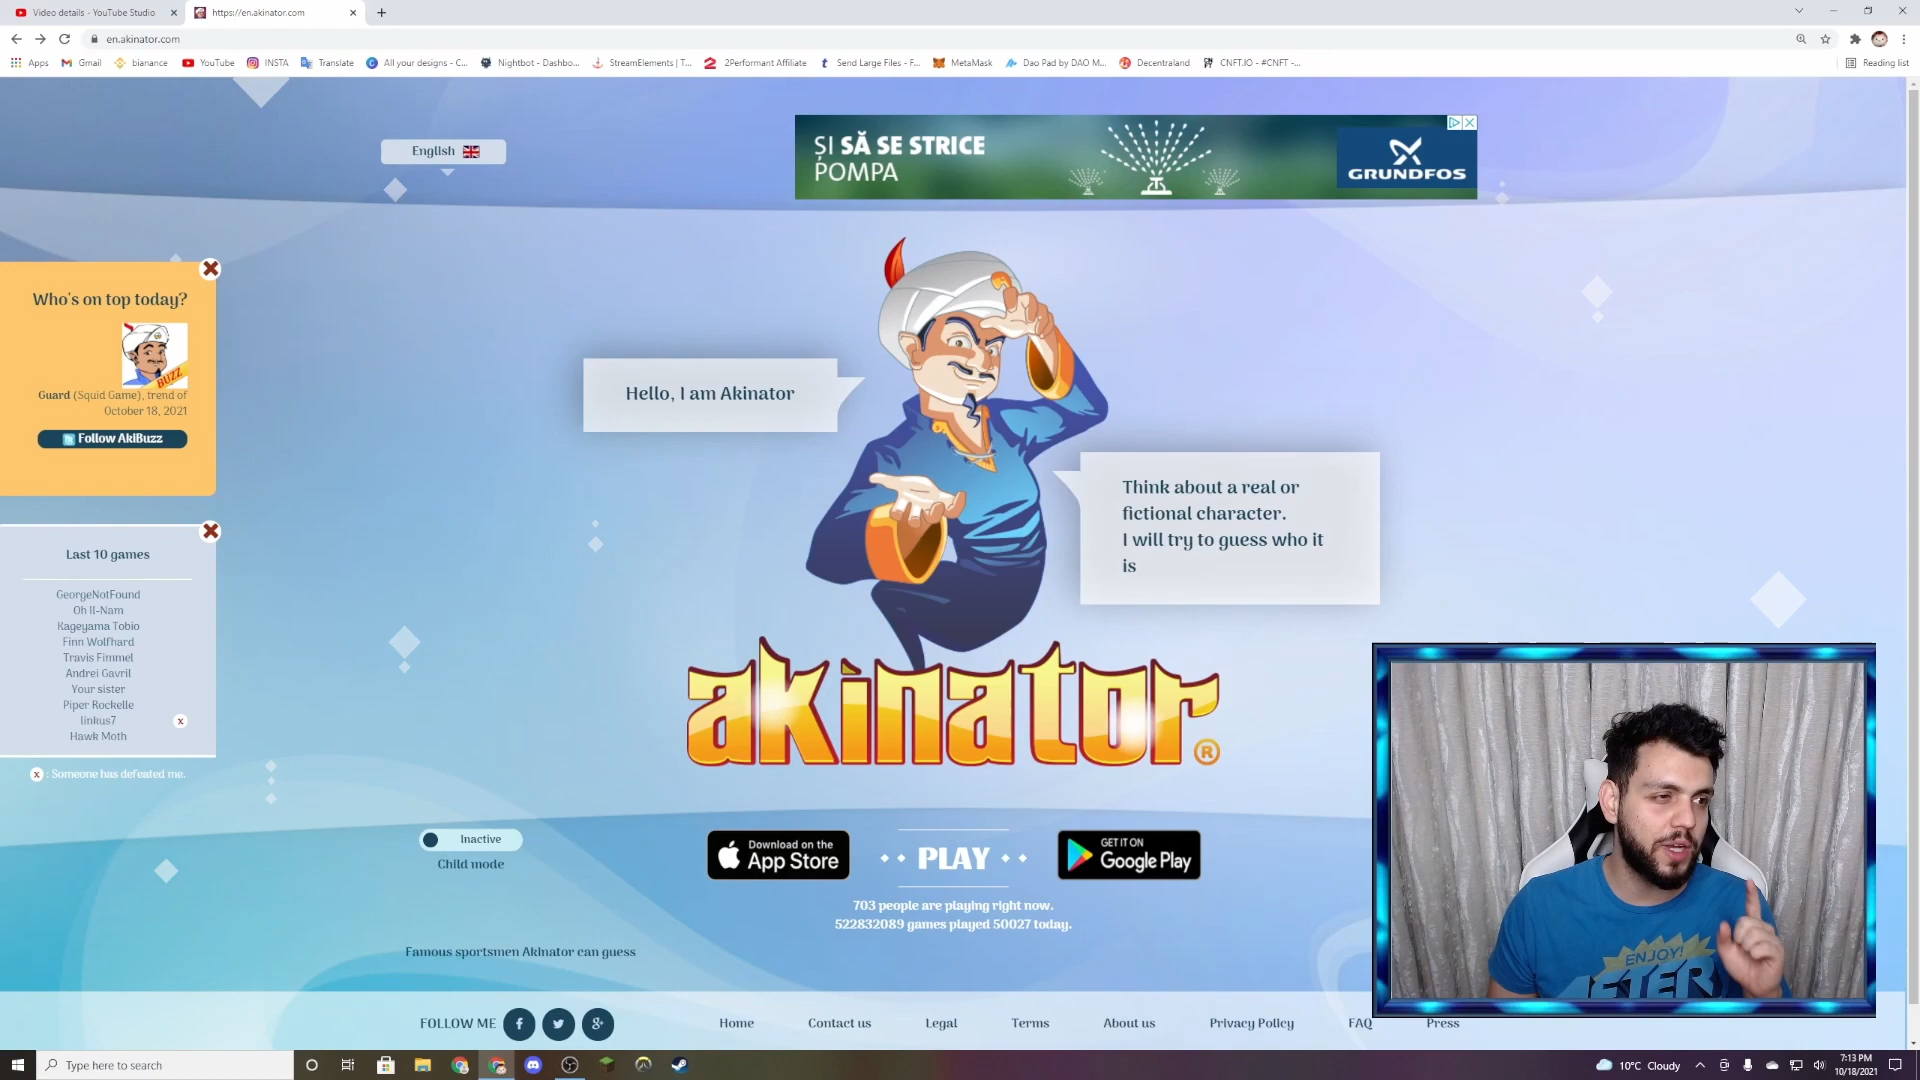 Video details - YouTube Studio
https://en.akinator.com
en.akinator.com
Apps
Gmail
bianance
YouTube
INSTA
Translate
All your designs - C...
Nightbot - Dashbo...
StreamElements | T...
2Performant Affiliate
Send Large Files - F...
MetaMask
Dao Pad by DAO M...
Decentraland
CNFT.IO - #CNFT -...
Reading list
English
ȘI SĂ SE STRICE
POMPA
GRUNDFOS
Who's on top today?
BUZZ
Guard (Squid Game), trend of
October 18, 2021
Follow AkiBuzz
Hello, I am Akinator
Think about a real or
fictional character.
I will try to guess who it
is
Last 10 games
GeorgeNotFound
Oh Il-Nam
Kageyama Tobio
Finn Wolfhard
Travis Fimmel
Andrei Gavril
Your sister
Piper Rockelle
linkus7
x
Hawk Moth
x : Someone has defeated me.
akinator®
Inactive
Child mode
Download on the
App Store
PLAY
GET IT ON
Google Play
703 people are playing right now.
522832089 games played 50027 today.
Famous sportsmen Akinator can guess
ENJOY!
AFTER
FOLLOW ME
Home
Contact us
Legal
Terms
About us
Privacy Policy
FAQ
Press
Type here to search
10°C Cloudy
7:13 PM
10/18/2021